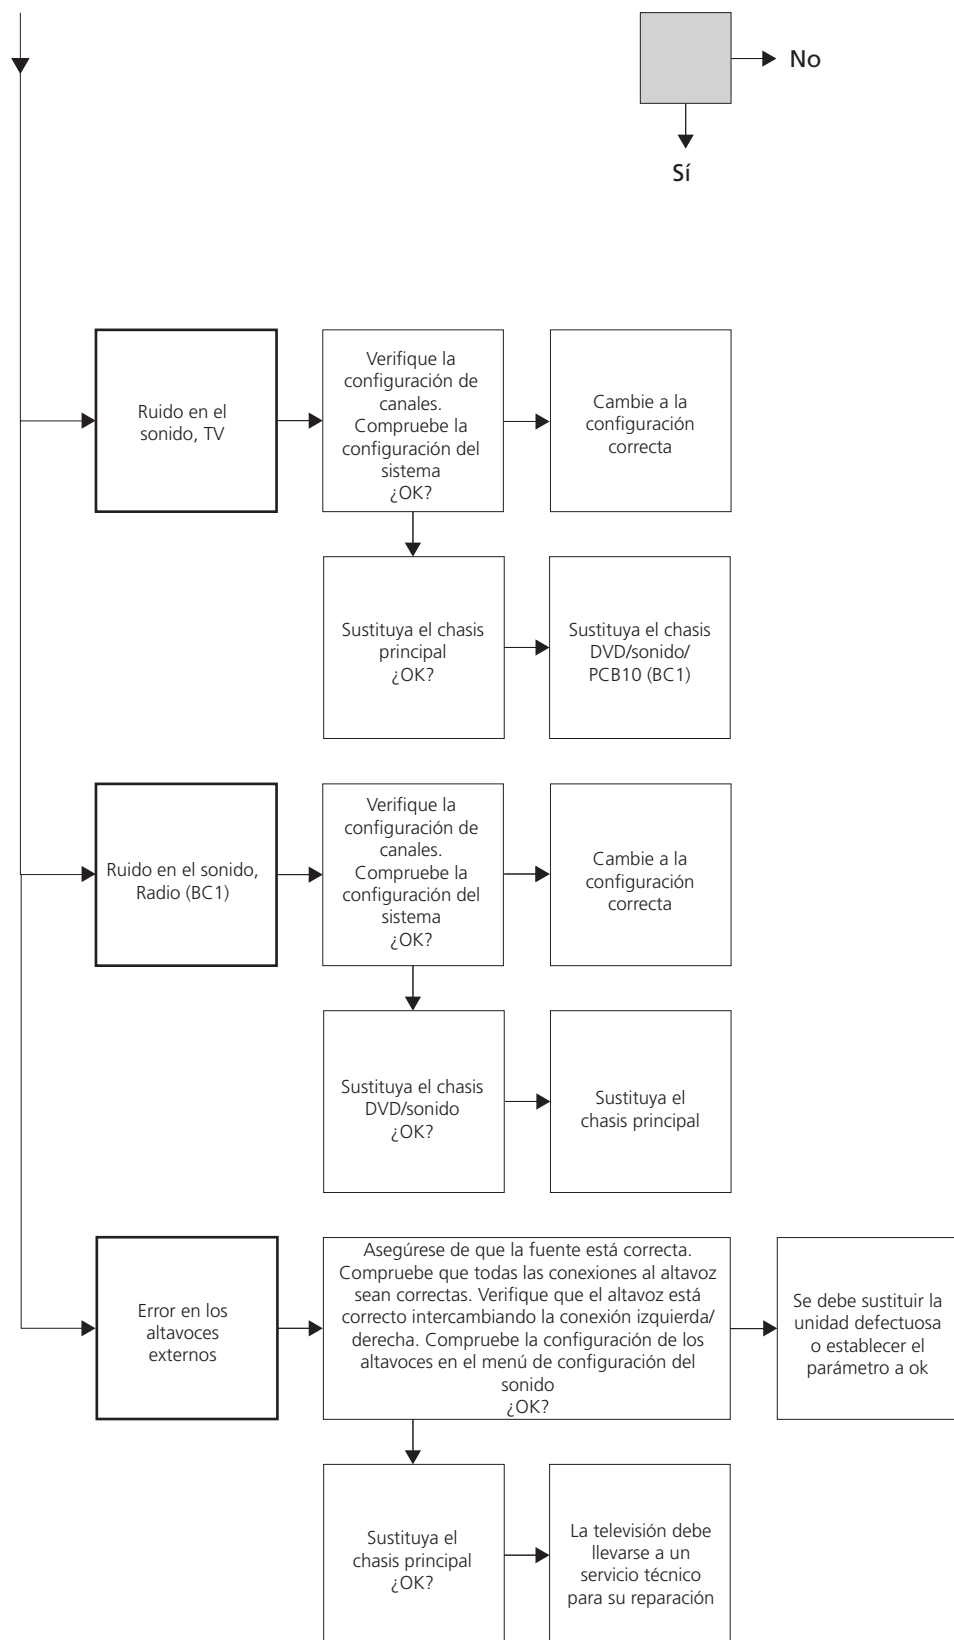 No
Sí
Ruido en el
sonido, TV
Verifique la
configuración de
canales.
Compruebe la
configuración del
sistema
¿OK?
Cambie a la
configuración
correcta
Sustituya el chasis
principal
¿OK?
Sustituya el chasis
DVD/sonido/
PCB10 (BC1)
Ruido en el sonido,
Radio (BC1)
Verifique la
configuración de
canales.
Compruebe la
configuración del
sistema
¿OK?
Cambie a la
configuración
correcta
Sustituya el chasis
DVD/sonido
¿OK?
Sustituya el
chasis principal
Error en los
altavoces
externos
Asegúrese de que la fuente está correcta.
Compruebe que todas las conexiones al altavoz
sean correctas. Verifique que el altavoz está
correcto intercambiando la conexión izquierda/
derecha. Compruebe la configuración de los
altavoces en el menú de configuración del
sonido
¿OK?
Se debe sustituir la
unidad defectuosa
o establecer el
parámetro a ok
Sustituya el
chasis principal
¿OK?
La televisión debe
llevarse a un
servicio técnico
para su reparación